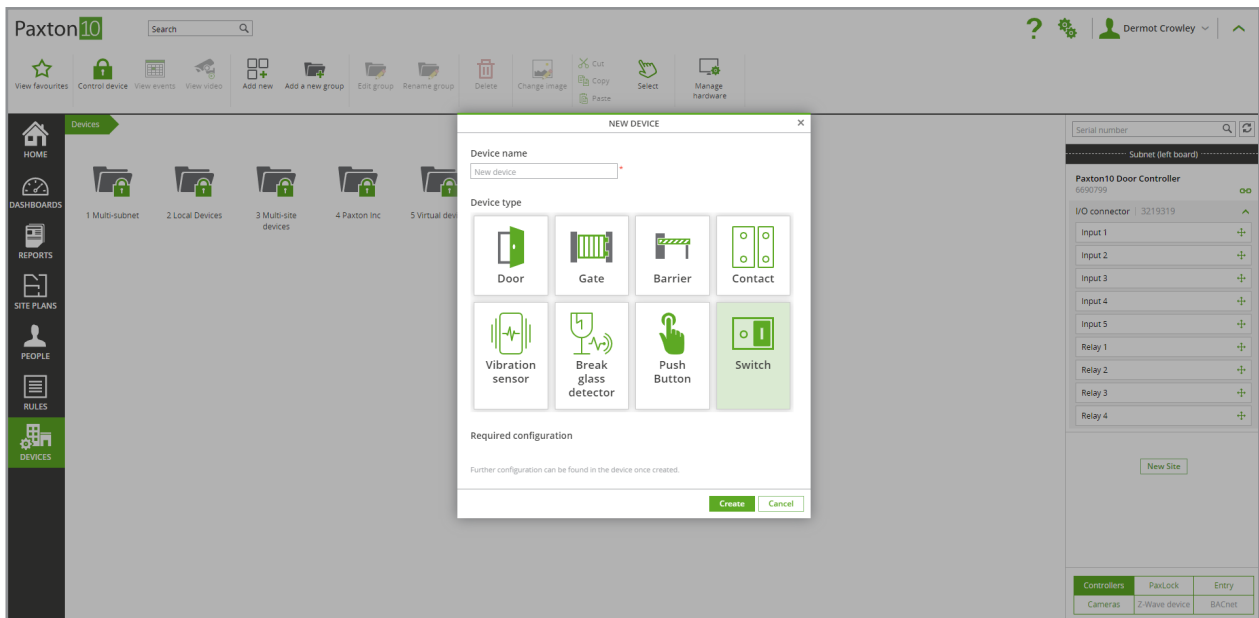 Paxton10
Search
Dermot Crowley
View favourites
Control device
View events
View video
Add new
Add a new group
Edit group
Rename group
Delete
Change image
Cut
Copy
Paste
Select
Manage
hardware
HOME
DASHBOARDS
REPORTS
SITE PLANS
PEOPLE
RULES
DEVICES
Devices
1 Multi-subnet
2 Local Devices
3 Multi-site
devices
4 Paxton Inc
5 Virtual devi
NEW DEVICE
Device name
New device
*
Device type
Door
Gate
Barrier
Contact
Vibration
sensor
Break
glass
detector
Push
Button
Switch
Required configuration
Further configuration can be found in the device once created.
Create
Cancel
Serial number
Subnet (left board)
Paxton10 Door Controller
6690799
I/O connector | 3219319
Input 1
Input 2
Input 3
Input 4
Input 5
Relay 1
Relay 2
Relay 3
Relay 4
New Site
Controllers
PaxLock
Entry
Cameras
Z-Wave device
BACnet